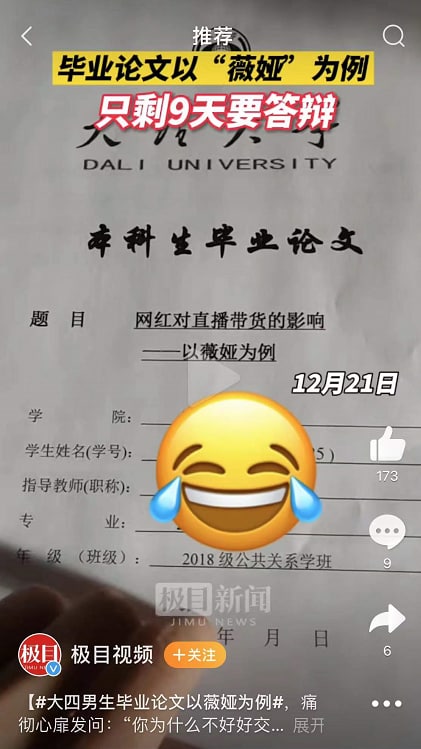 推荐
毕业论文以“薇娅”为例
只剩9天要答辩
DALI UNIVERSITY
本科生毕业论文
题 目 网红对直播带货的影响
——以薇娅为例
12月21日
学 院：
学生姓名(学号)： 5 )
指导教师(职称)：
专 业：
年 级 （班级）： 2018 级公共关系学班
极目新闻
JIMU NEWS
年 月 日
173
9
6
极目
JIMU NEWS
极目视频 +关注
【#大四男生毕业论文以薇娅为例#，痛
彻心扉发问：“你为什么不好好交... 展开